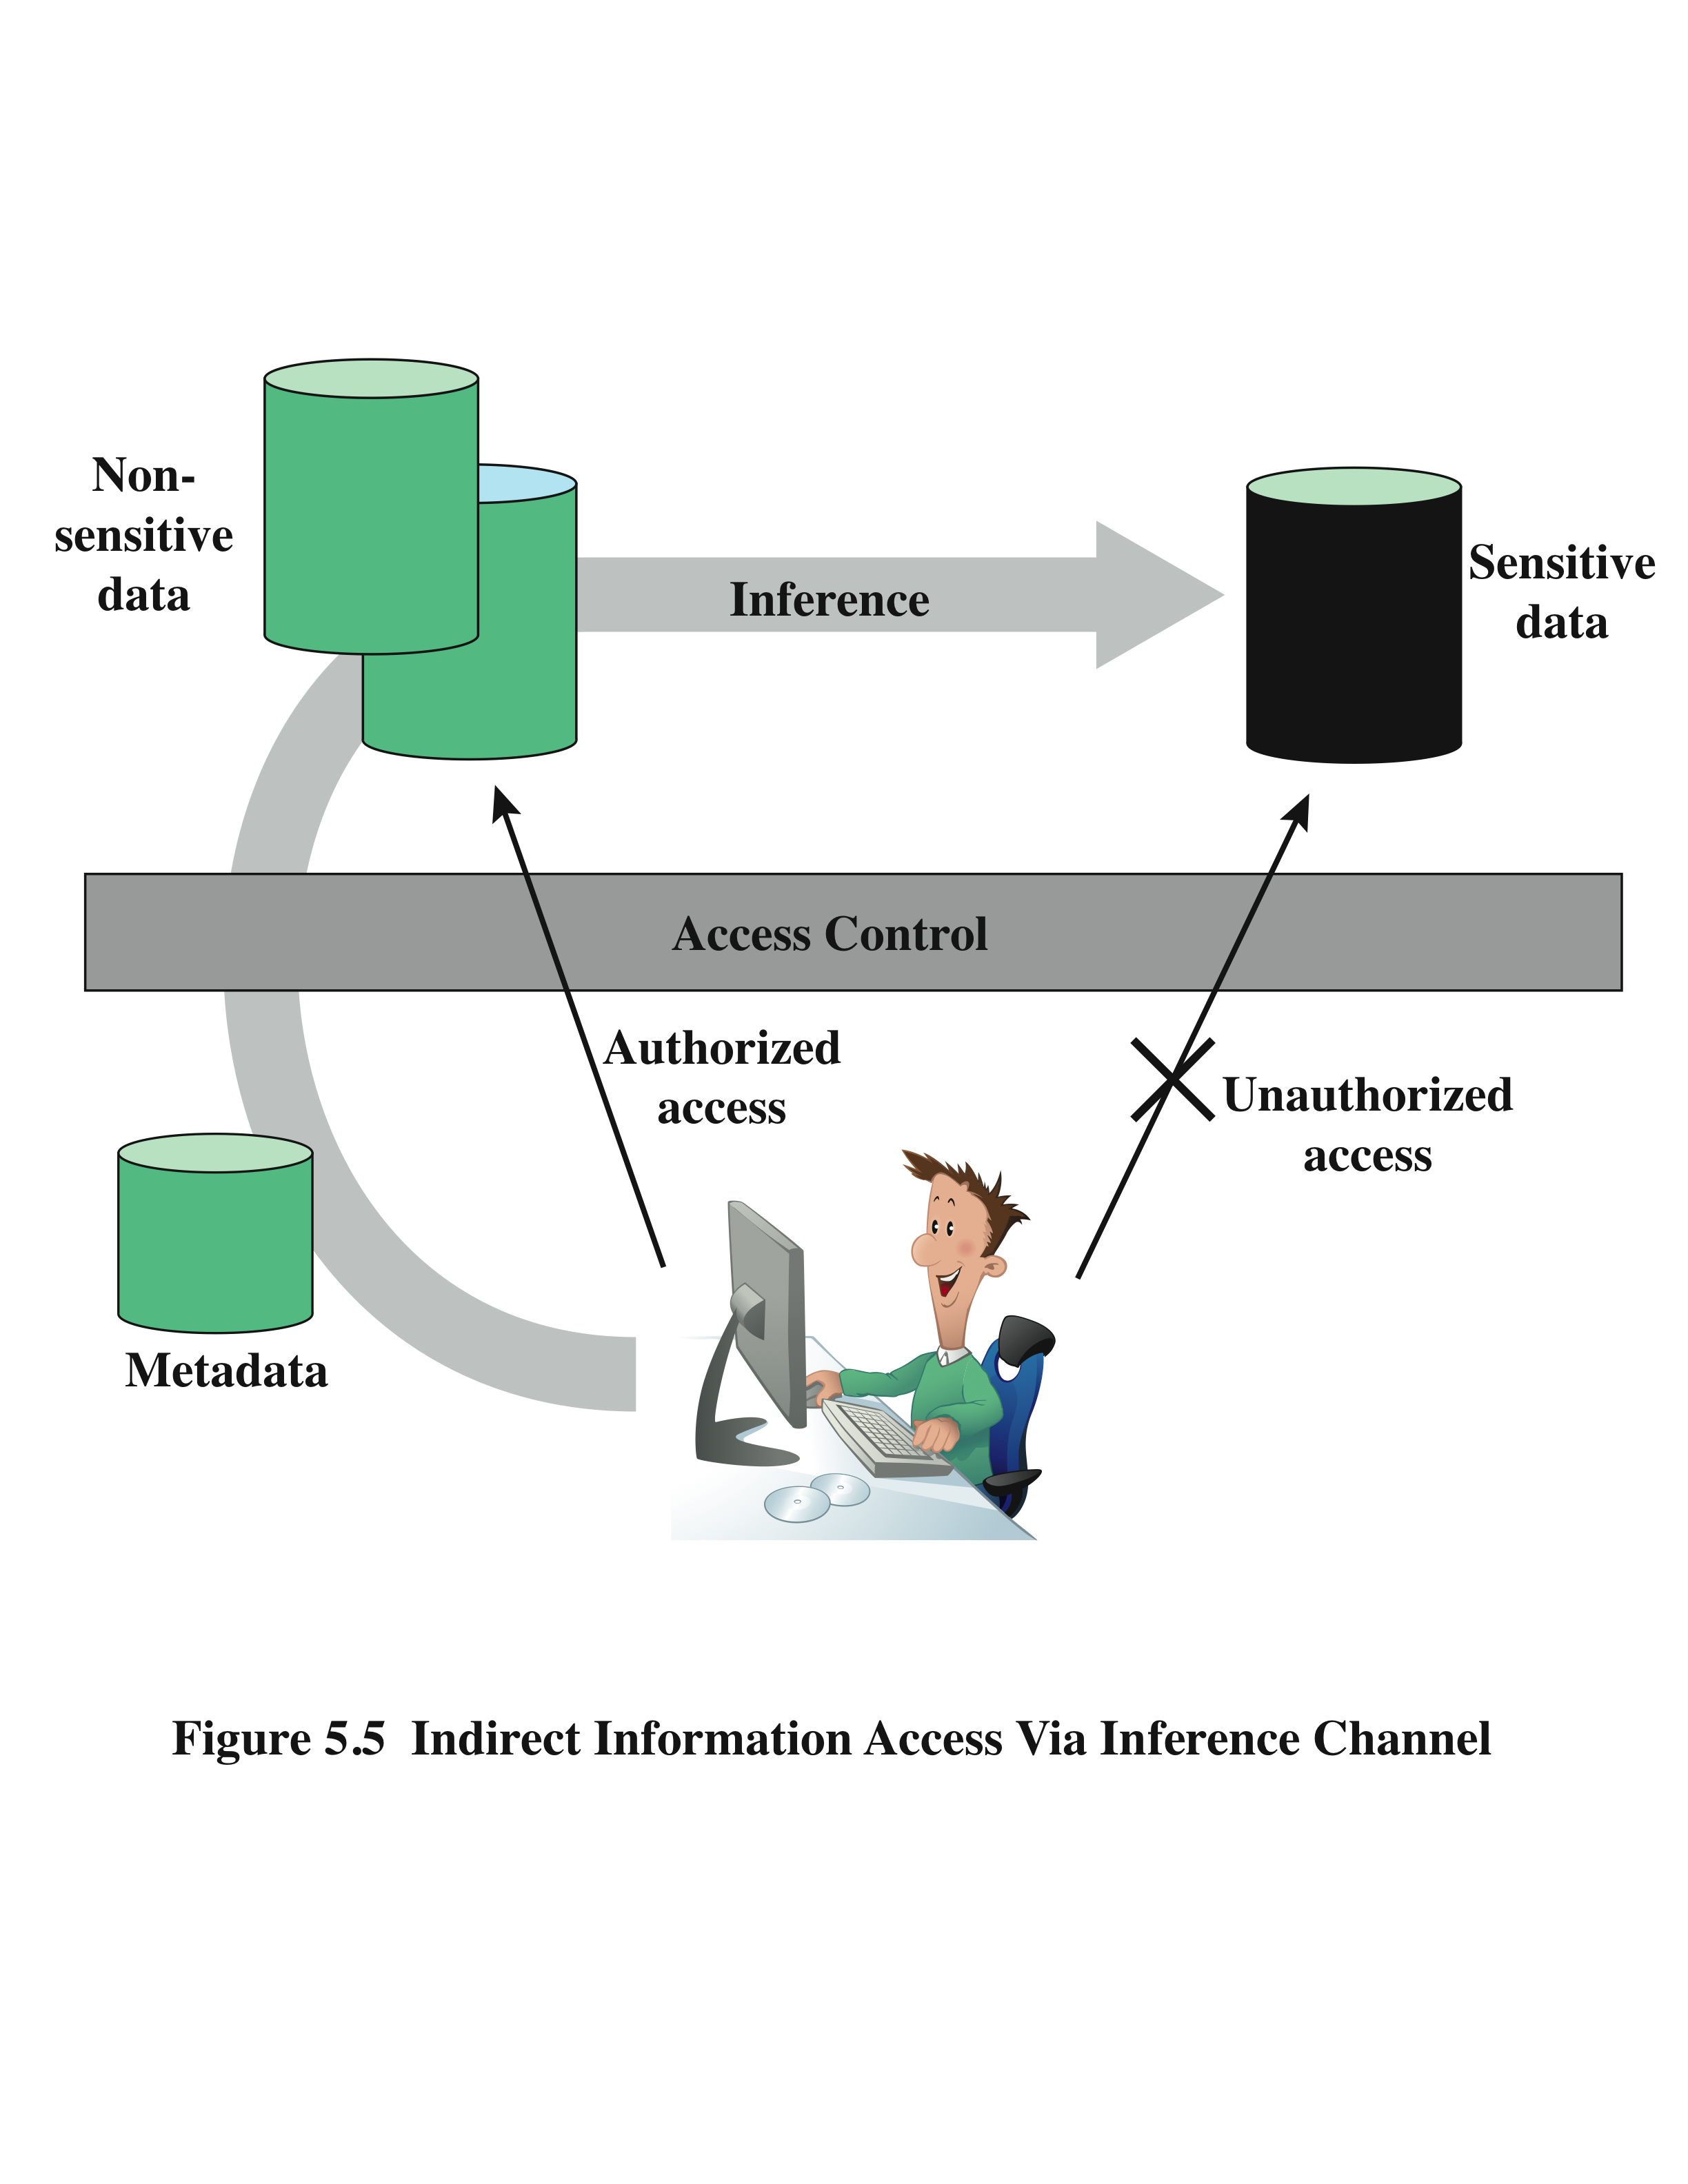 Non-
sensitive
data
Inference
Sensitive
data
Access Control
Authorized
access
Unauthorized
access
Metadata
Figure 5.5  Indirect Information Access Via Inference Channel